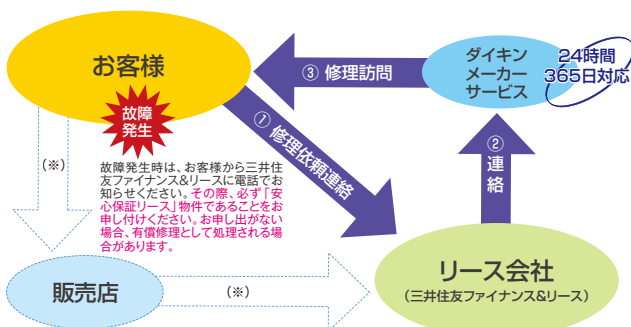 お客様
故障
発生
③ 修理訪問
ダイキン
メーカー
サービス
24時間
365日対応
① 修理依頼連絡
② 連絡
(※)
故障発生時は、お客様から三井住
友ファイナンス&リースに電話でお
知らせください。その際、必ず「安
心保証リース」物件であることをお
申し付けください。お申し出がない
場合、有償修理として処理される場
合があります。
販売店
(※)
リース会社
(三井住友ファイナンス&リース)